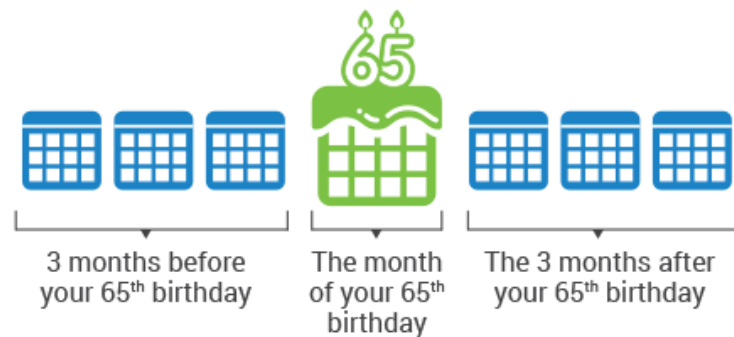 65
3 months before
your 65th birthday
The month
of your 65th
birthday
The 3 months after
your 65th birthday